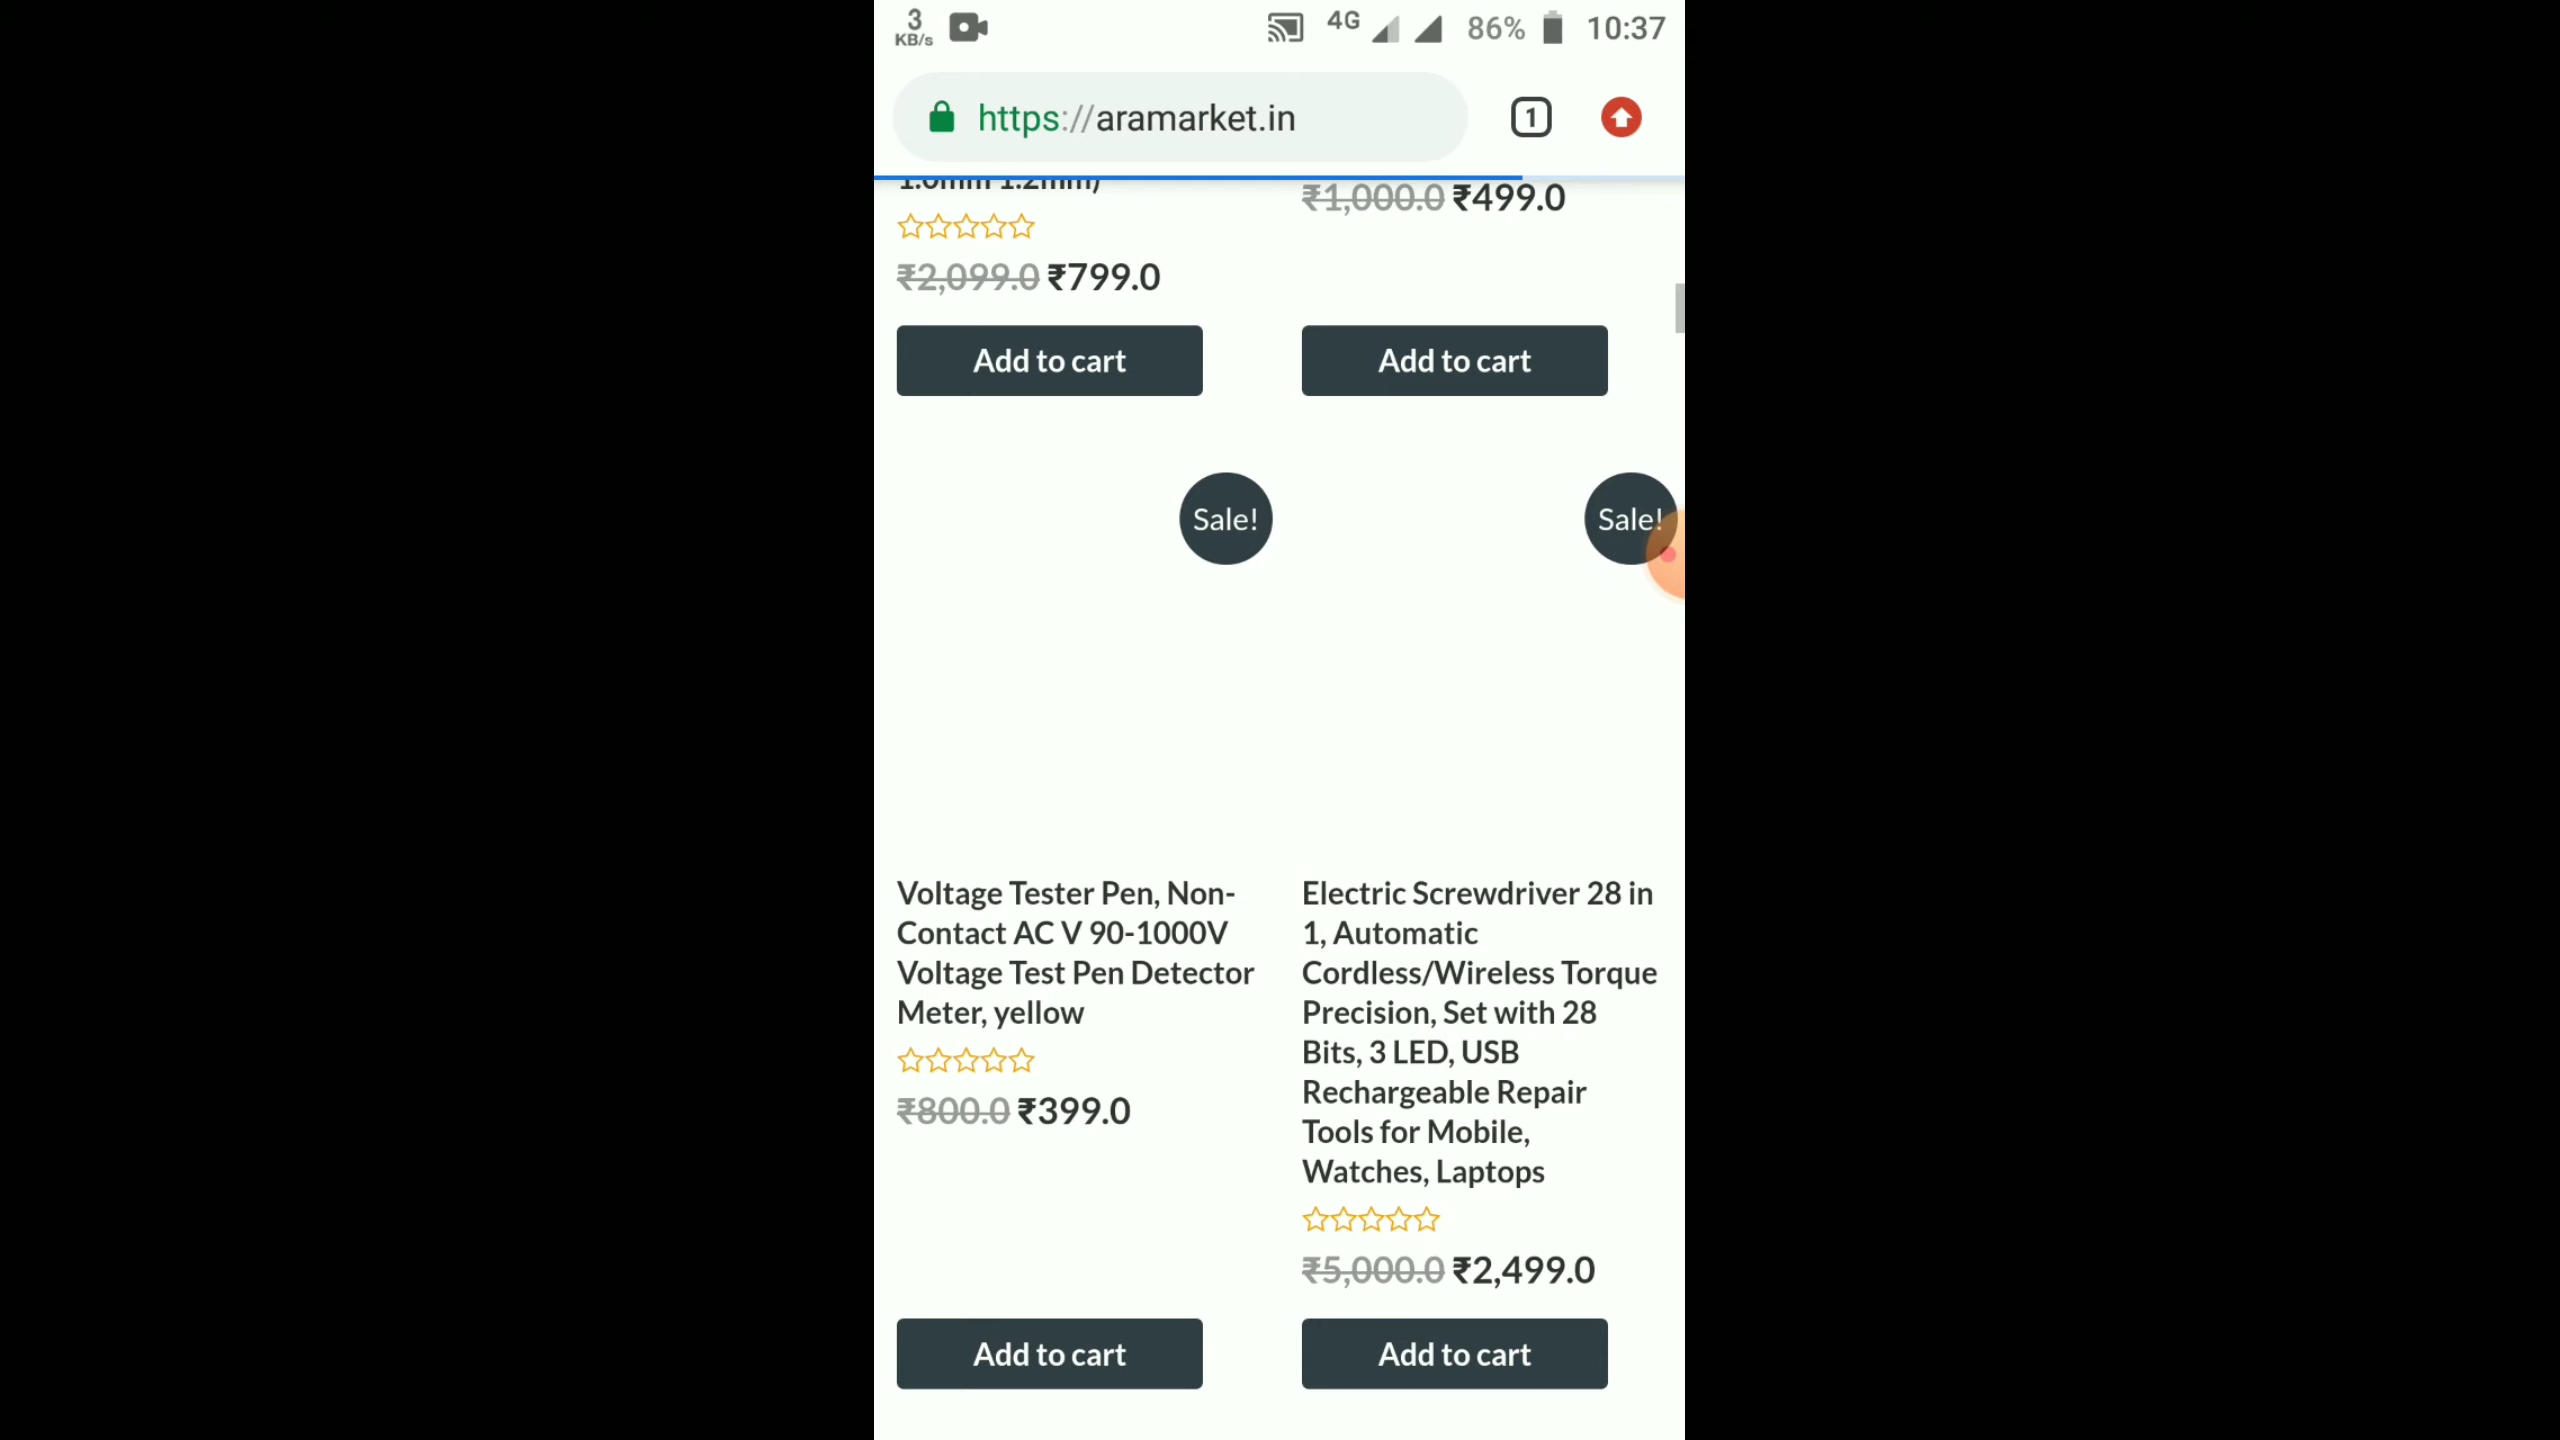 3
KB/s
4G
86%
10:37
https://aramarket.in
1
1.0mm 1.2mm)
₹2,099.0 ₹799.0
Add to cart
₹1,000.0 ₹499.0
Add to cart
Sale!
Voltage Tester Pen, Non-
Contact AC V 90-1000V
Voltage Test Pen Detector
Meter, yellow
₹800.0 ₹399.0
Add to cart
Sale!
Electric Screwdriver 28 in
1, Automatic
Cordless/Wireless Torque
Precision, Set with 28
Bits, 3 LED, USB
Rechargeable Repair
Tools for Mobile,
Watches, Laptops
₹5,000.0 ₹2,499.0
Add to cart